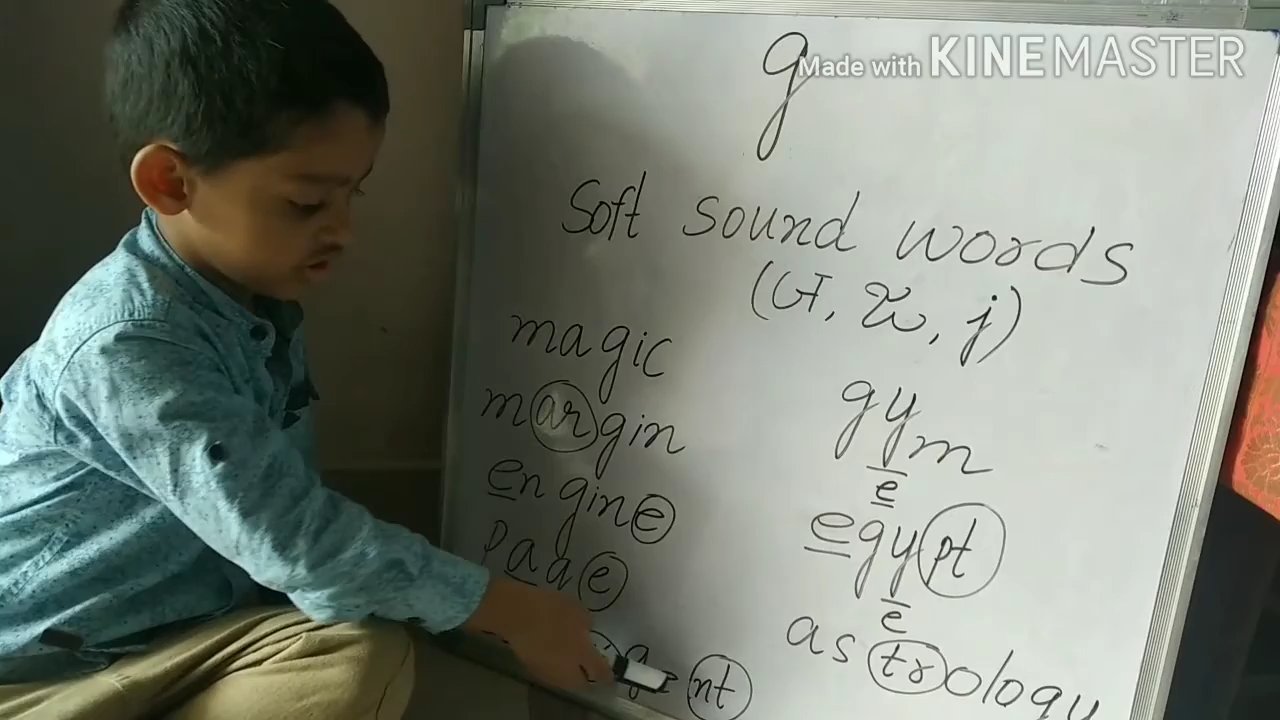 g
Made with KINEMASTER
Soft sound words
(G, జ, j)
magic
margin
engine
page
gym
e
egypt
e
astrology